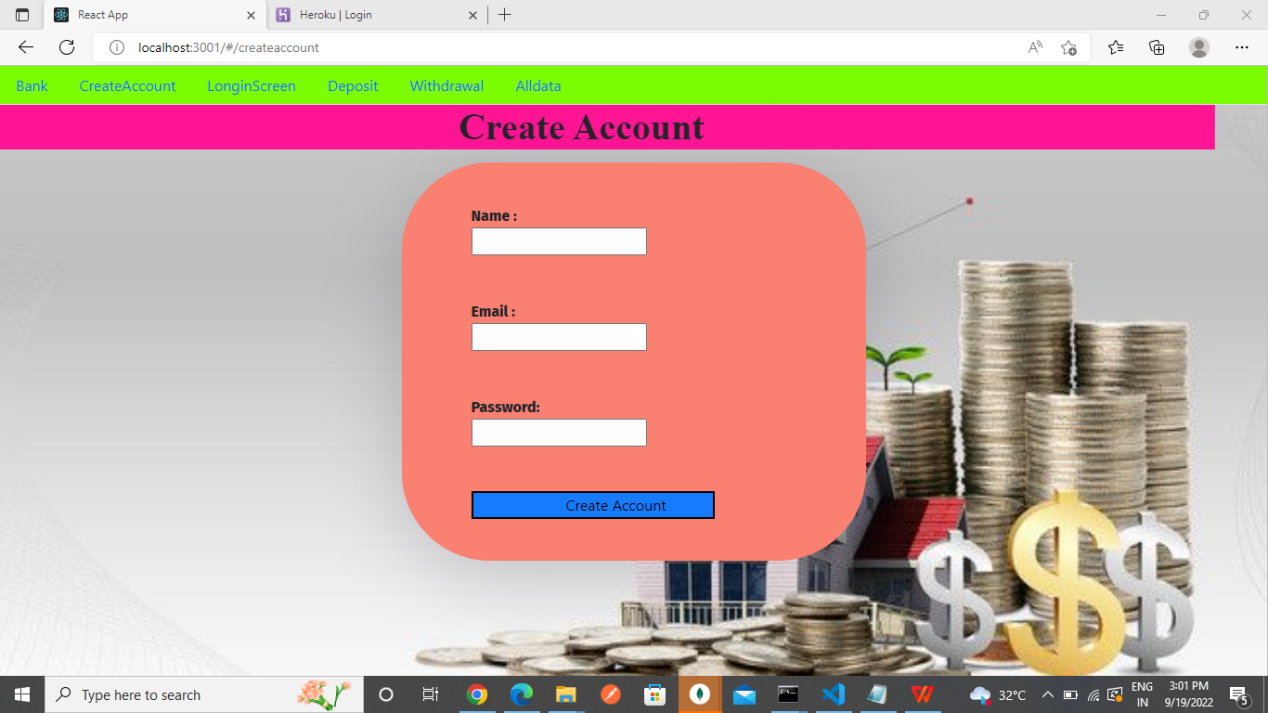 React App
Heroku | Login
localhost:3001/#/createaccount
Bank CreateAccount LonginScreen Deposit Withdrawal Alldata
Create Account
Name :
Email :
Password:
Create Account
Type here to search
32°C
ENG
IN
3:01 PM
9/19/2022
5